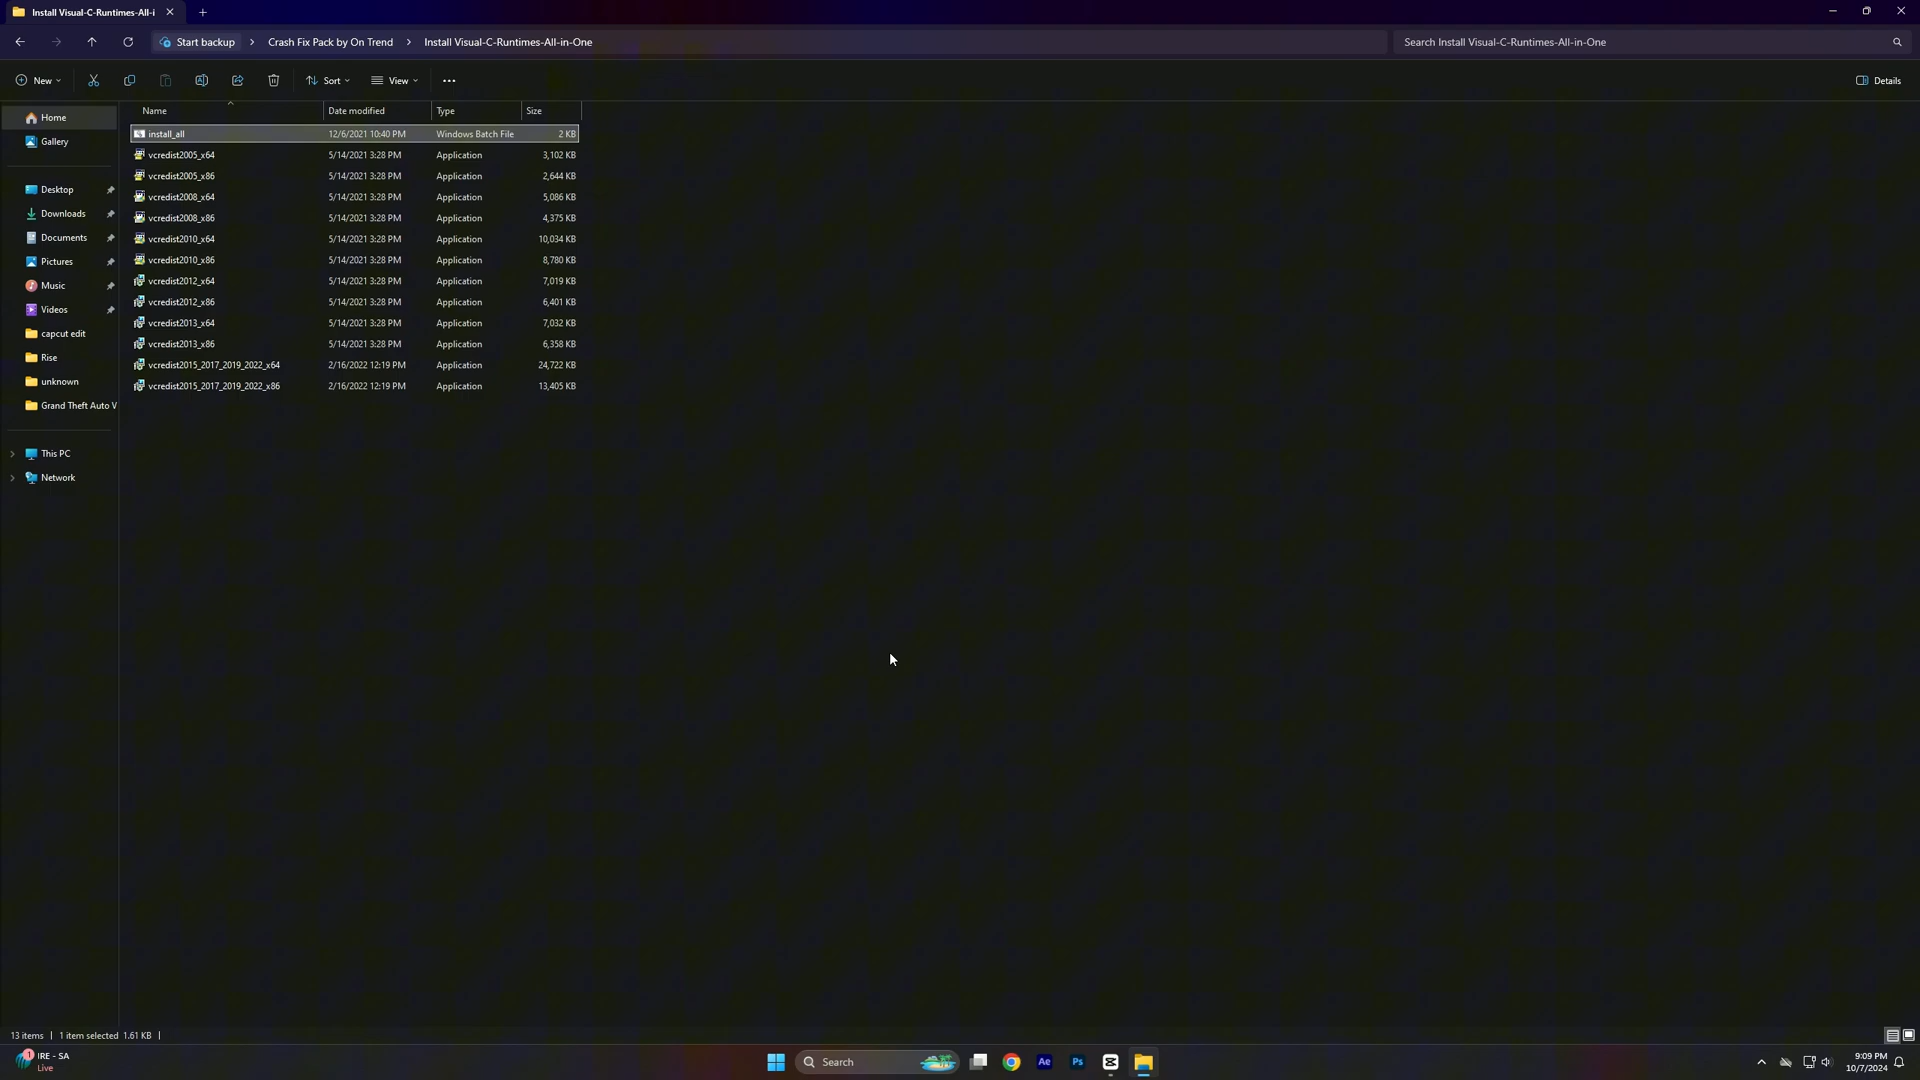 Install Visual-C-Runtimes-All-i
Start backup
Crash Fix Pack by On Trend
Install Visual-C-Runtimes-All-in-One
Search Install Visual-C-Runtimes-All-in-One
New
Sort
View
Details
Name Date modified Type Size
install_all 12/6/2021 10:40 PM Windows Batch File 2 KB
vcredist2005_x64 5/14/2021 3:28 PM Application 3,102 KB
vcredist2005_x86 5/14/2021 3:28 PM Application 2,644 KB
vcredist2008_x64 5/14/2021 3:28 PM Application 5,086 KB
vcredist2008_x86 5/14/2021 3:28 PM Application 4,375 KB
vcredist2010_x64 5/14/2021 3:28 PM Application 10,034 KB
vcredist2010_x86 5/14/2021 3:28 PM Application 8,780 KB
vcredist2012_x64 5/14/2021 3:28 PM Application 7,019 KB
vcredist2012_x86 5/14/2021 3:28 PM Application 6,401 KB
vcredist2013_x64 5/14/2021 3:28 PM Application 7,032 KB
vcredist2013_x86 5/14/2021 3:28 PM Application 6,358 KB
vcredist2015_2017_2019_2022_x64 2/16/2022 12:19 PM Application 24,722 KB
vcredist2015_2017_2019_2022_x86 2/16/2022 12:19 PM Application 13,405 KB
Home
Gallery
Desktop
Downloads
Documents
Pictures
Music
Videos
capcut edit
Rise
unknown
Grand Theft Auto V
This PC
Network
13 items
1 item selected 1.61 KB
1
IRE - SA
Live
Search
Ae
Ps
9:09 PM
10/7/2024